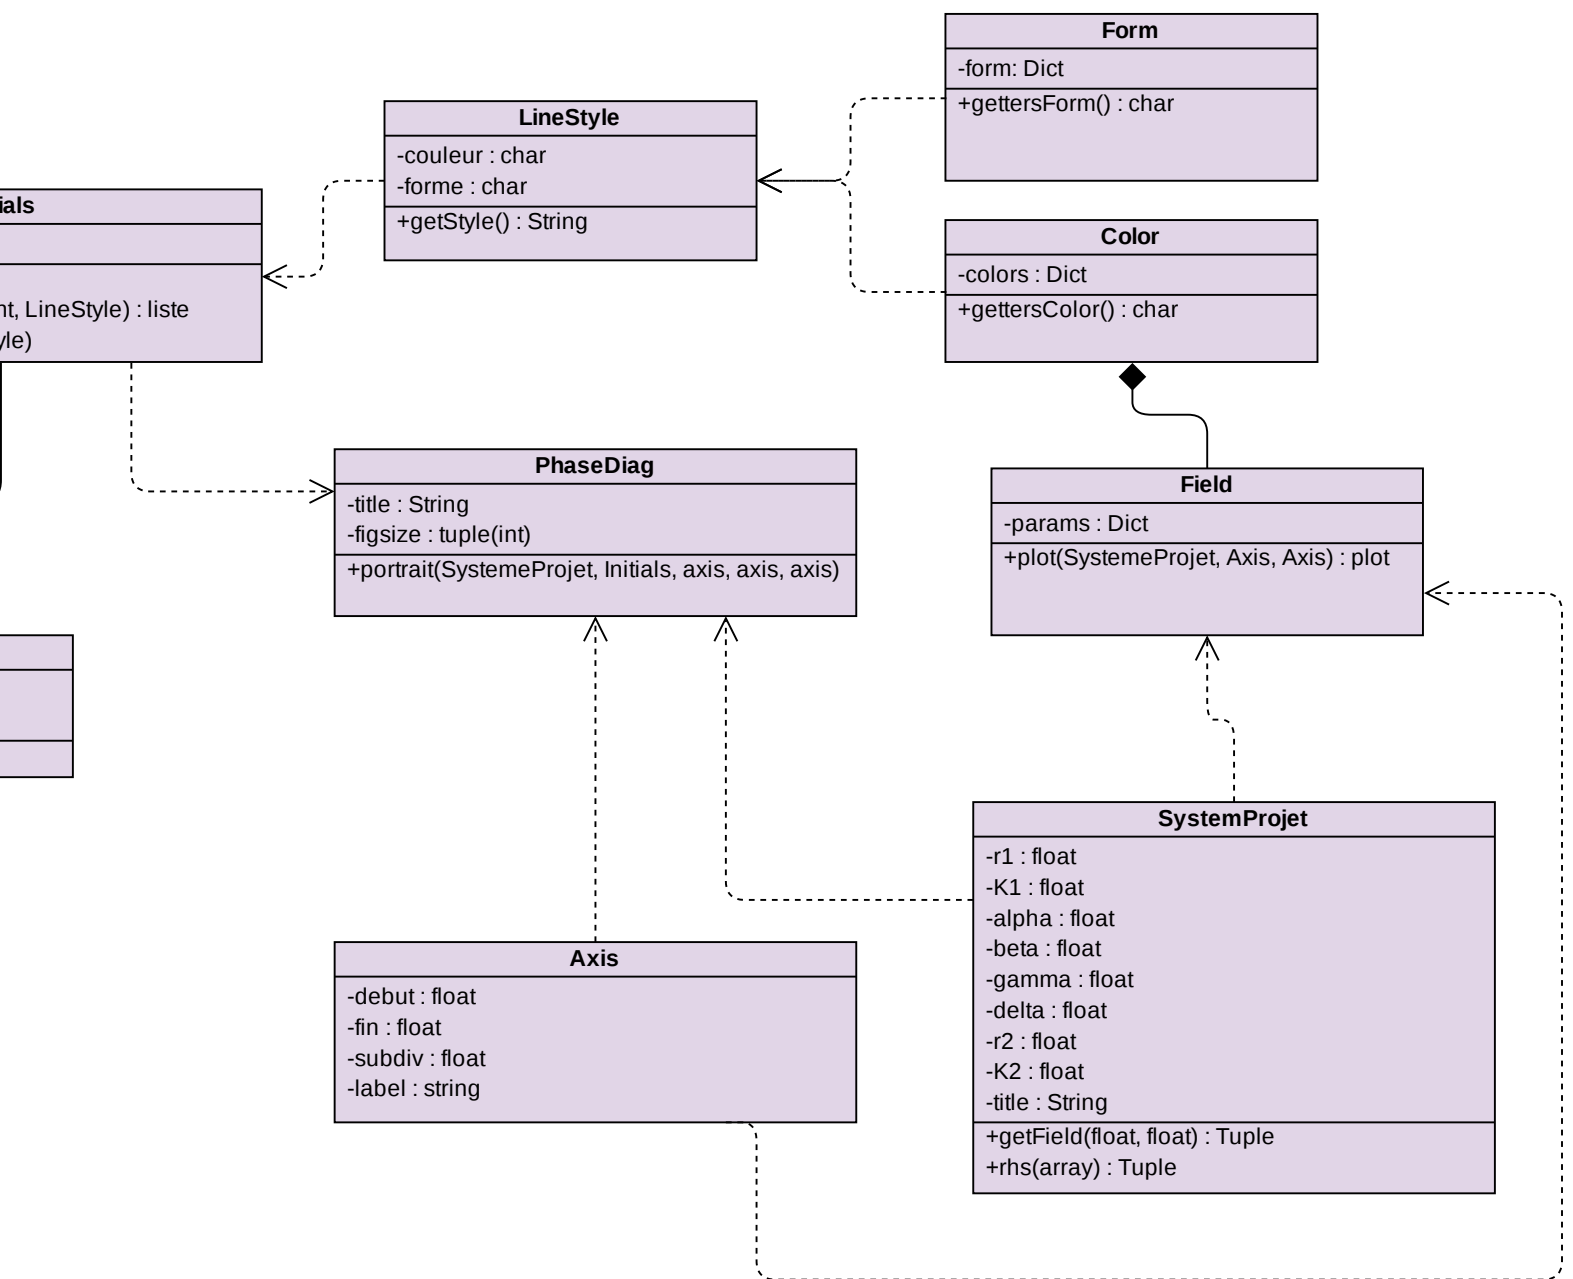 Form
-form: Dict
+gettersForm() : char
LineStyle
-couleur : char
-forme : char
+getStyle() : String
LineStyle) : liste
Color
-colors : Dict
+gettersColor() : char
PhaseDiag
-title : String
-figsize : tuple(int)
+portrait(SystemeProjet, Initials, axis, axis, axis)
Field
-params : Dict
+plot(SystemeProjet, Axis, Axis) : plot
SystemProjet
-r1 : float
-K1 : float
-alpha : float
-beta : float
-gamma : float
-delta : float
-r2 : float
-K2 : float
-title : String
+getField(float, float) : Tuple
+rhs(array) : Tuple
Axis
-debut : float
-fin : float
-subdiv : float
-label : string